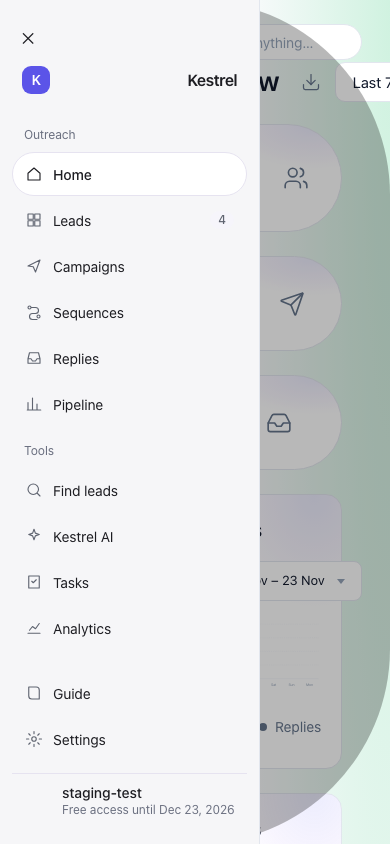 nything...
K
Kestrel
w
Last 7
Outreach
Home
Leads
4
Campaigns
Sequences
Replies
Pipeline
Tools
Find leads
Kestrel AI
s
Tasks
v – 23 Nov
Analytics
Guide
Replies
Settings
staging-test
Free access until Dec 23, 2026